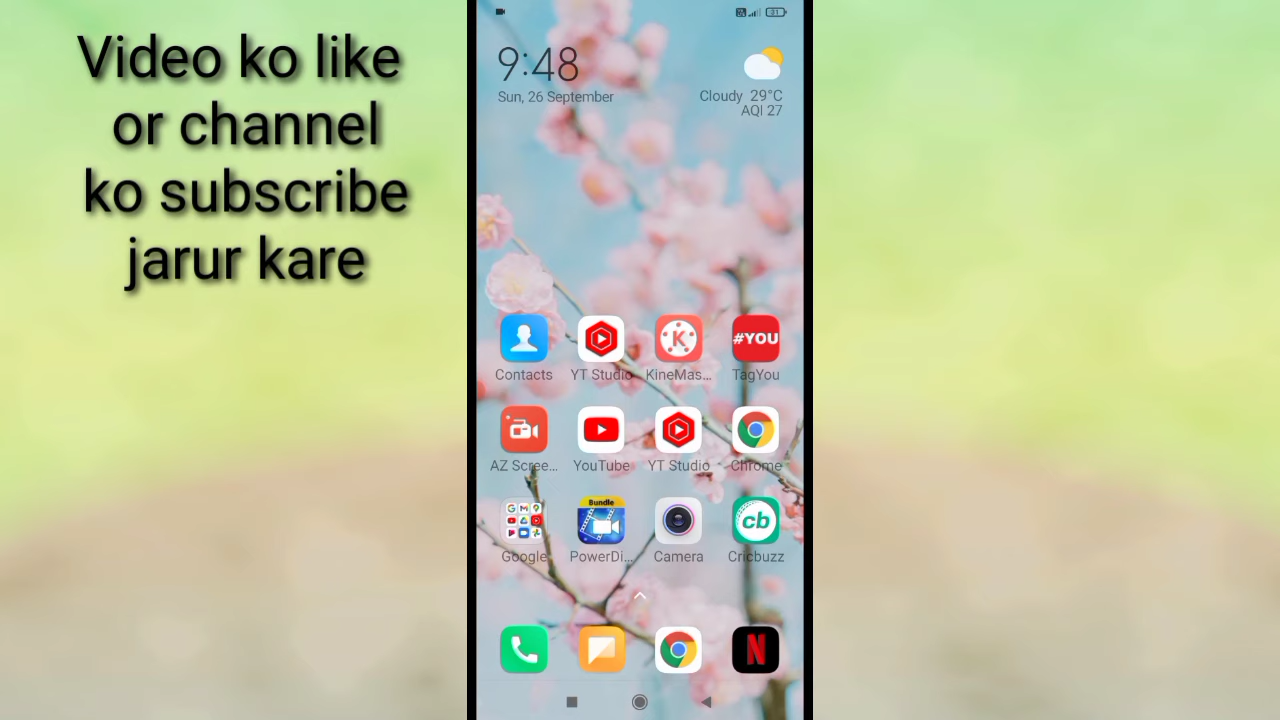 Video ko like
or channel
ko subscribe
jarur kare
31
9:48
Sun, 26 September
Cloudy 29°C
AQI 27
#YOU
Contacts YT Studio KineMas... TagYou
AZ Scree... YouTube YT Studio Chrome
Bundle
cb
Google PowerDi... Camera Cricbuzz